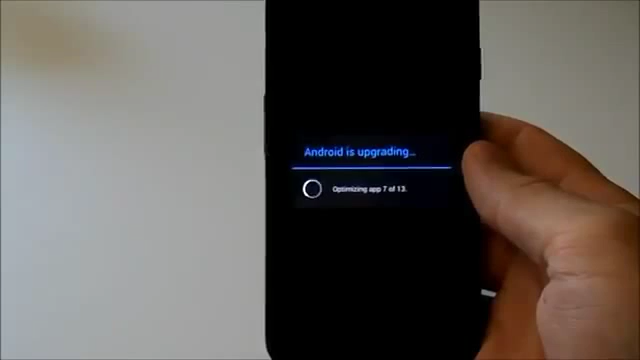 Android is upgrading...
Optimizing app 7 of 13.